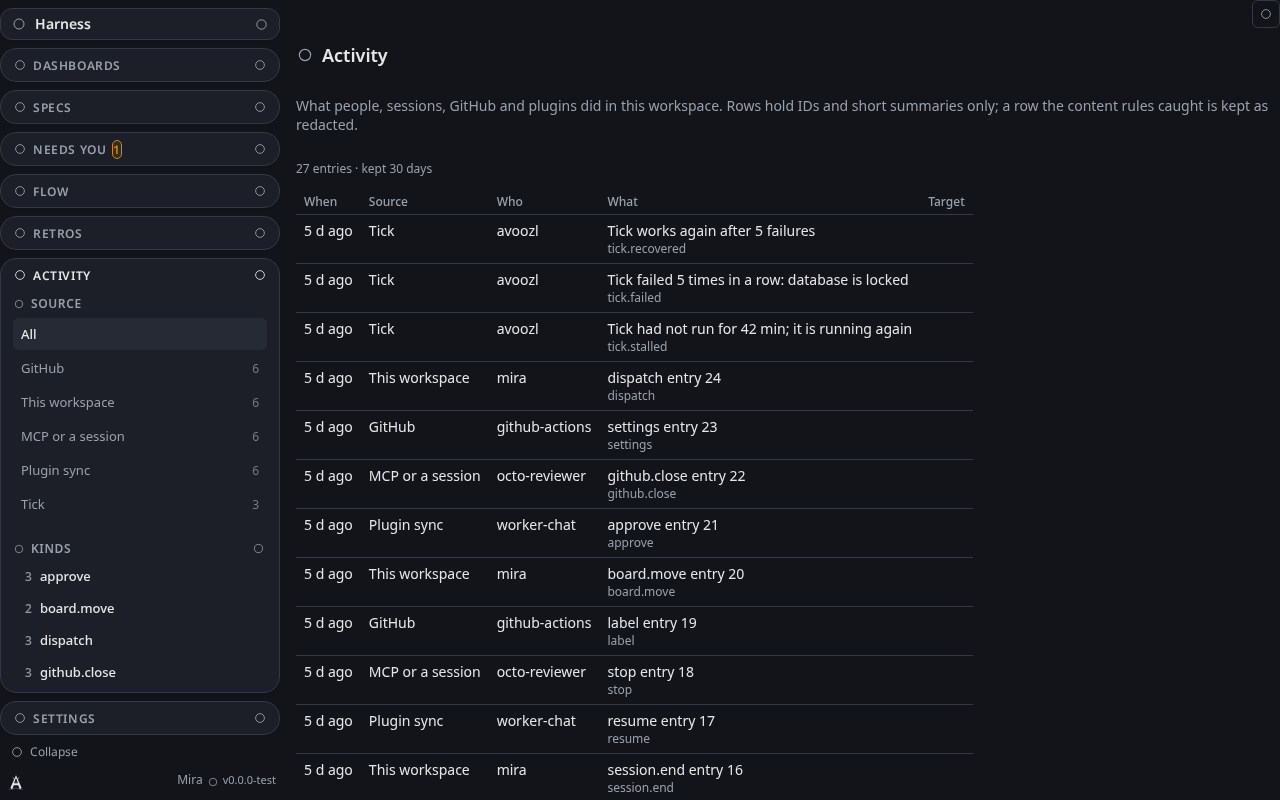 Harness
DASHBOARDS
SPECS
NEEDS YOU 1
FLOW
RETROS
ACTIVITY
SOURCE
All
GitHub 6
This workspace 6
MCP or a session 6
Plugin sync 6
Tick 3
KINDS
3 approve
2 board.move
3 dispatch
3 github.close
SETTINGS
Collapse
A
Mira v0.0.0-test
Activity
What people, sessions, GitHub and plugins did in this workspace. Rows hold IDs and short summaries only; a row the content rules caught is kept as
redacted.
27 entries · kept 30 days
When Source Who What Target
5 d ago Tick avoozl Tick works again after 5 failures
tick.recovered
5 d ago Tick avoozl Tick failed 5 times in a row: database is locked
tick.failed
5 d ago Tick avoozl Tick had not run for 42 min; it is running again
tick.stalled
5 d ago This workspace mira dispatch entry 24
dispatch
5 d ago GitHub github-actions settings entry 23
settings
5 d ago MCP or a session octo-reviewer github.close entry 22
github.close
5 d ago Plugin sync worker-chat approve entry 21
approve
5 d ago This workspace mira board.move entry 20
board.move
5 d ago GitHub github-actions label entry 19
label
5 d ago MCP or a session octo-reviewer stop entry 18
stop
5 d ago Plugin sync worker-chat resume entry 17
resume
5 d ago This workspace mira session.end entry 16
session.end